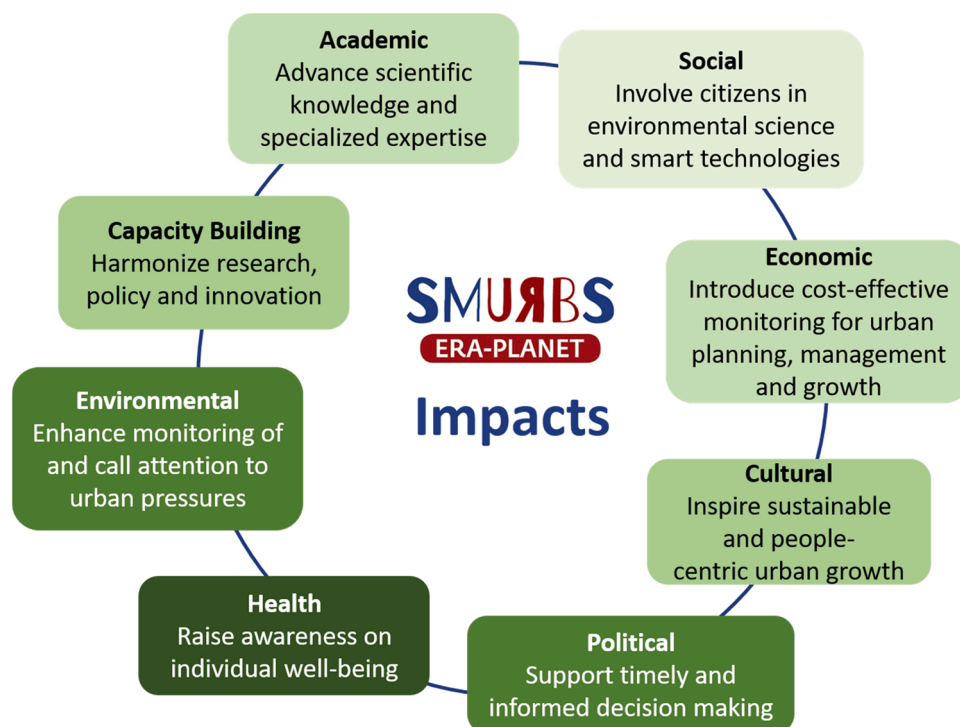 Academic
Advance scientific
knowledge and
specialized expertise
Social
Involve citizens in
environmental science
and smart technologies
Capacity Building
Harmonize research,
policy and innovation
Economic
Introduce cost-effective
monitoring for urban
planning, management
and growth
SMURBS
ERA-PLANET
Impacts
Environmental
Enhance monitoring of
and call attention to
urban pressures
Cultural
Inspire sustainable
and people-
centric urban growth
Health
Raise awareness on
individual well-being
Political
Support timely and
informed decision making